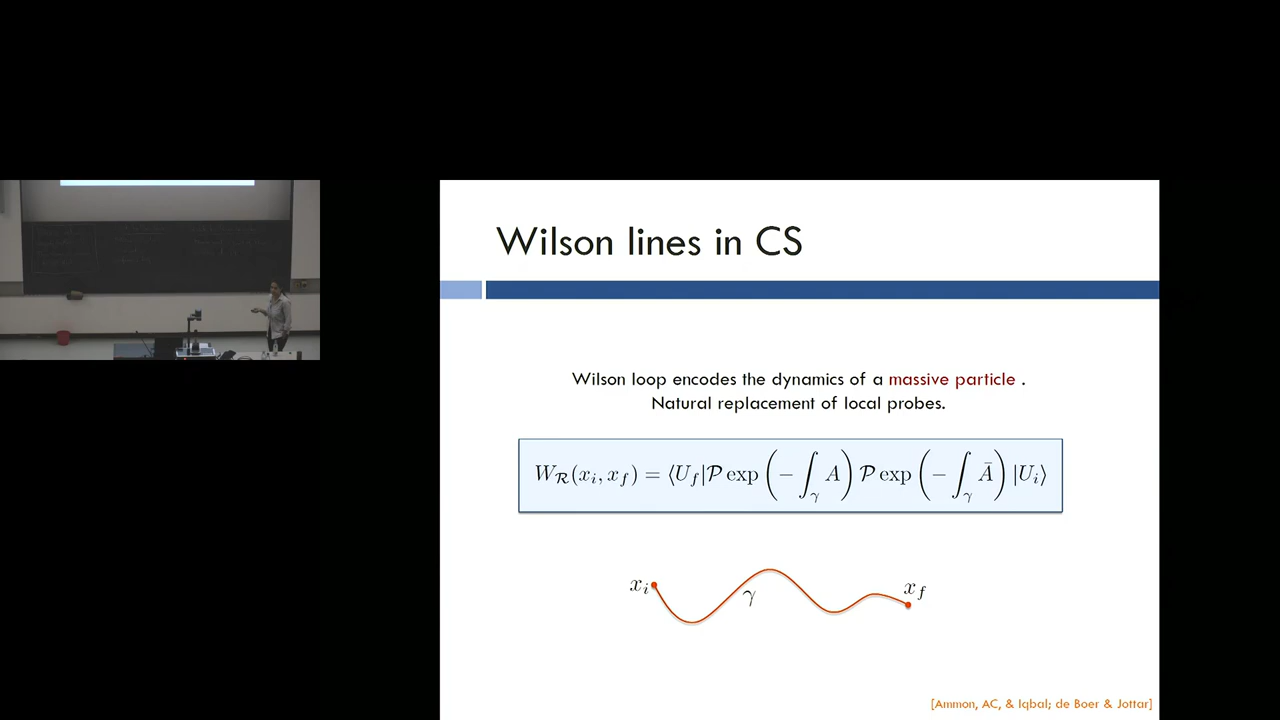 Wilson lines in CS
Wilson loop encodes the dynamics of a massive particle .
Natural replacement of local probes.
W_ℛ(x_i, x_f) = ⟨U_f|𝒫 exp(−∫_γ A) 𝒫 exp(−∫_γ Ā)|U_i⟩
x_i
γ
x_f
[Ammon, AC, & Iqbal; de Boer & Jottar]